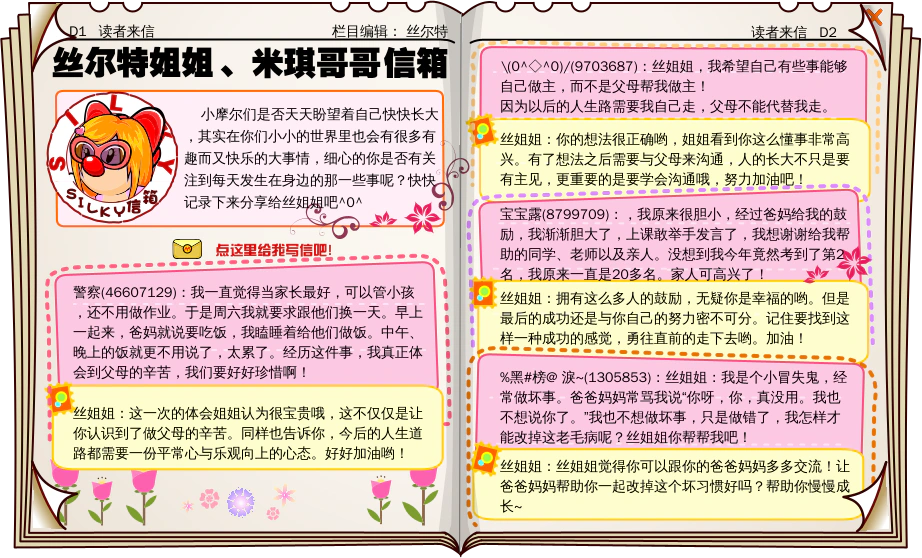 D1 读者来信
栏目编辑： 丝尔特
丝尔特姐姐、米琪哥哥信箱
SILKY
SILKY信箱
小摩尔们是否天天盼望着自己快快长大
，其实在你们小小的世界里也会有很多有
趣而又快乐的大事情，细心的你是否有关
注到每天发生在身边的那一些事呢？快快
记录下来分享给丝姐姐吧^0^
点这里给我写信吧!
警察(46607129)：我一直觉得当家长最好，可以管小孩
，还不用做作业。于是周六我就要求跟他们换一天。早上
一起来，爸妈就说要吃饭，我瞌睡着给他们做饭。中午、
晚上的饭就更不用说了，太累了。经历这件事，我真正体
会到父母的辛苦，我们要好好珍惜啊！
丝姐姐：这一次的体会姐姐认为很宝贵哦，这不仅仅是让
你认识到了做父母的辛苦。同样也告诉你，今后的人生道
路都需要一份平常心与乐观向上的心态。好好加油哟！
读者来信 D2
\(0^◇^0)/(9703687)：丝姐姐，我希望自己有些事能够
自己做主，而不是父母帮我做主！
因为以后的人生路需要我自己走，父母不能代替我走。
丝姐姐：你的想法很正确哟，姐姐看到你这么懂事非常高
兴。有了想法之后需要与父母来沟通，人的长大不只是要
有主见，更重要的是要学会沟通哦，努力加油吧！
宝宝露(8799709)：，我原来很胆小，经过爸妈给我的鼓
励，我渐渐胆大了，上课敢举手发言了，我想谢谢给我帮
助的同学、老师以及亲人。没想到我今年竟然考到了第2
名，我原来一直是20多名。家人可高兴了！
丝姐姐：拥有这么多人的鼓励，无疑你是幸福的哟。但是
最后的成功还是与你自己的努力密不可分。记住要找到这
样一种成功的感觉，勇往直前的走下去哟。加油！
%黑#榜@ 淚~(1305853)：丝姐姐：我是个小冒失鬼，经
常做坏事。爸爸妈妈常骂我说“你呀，你，真没用。我也
不想说你了。”我也不想做坏事，只是做错了，我怎样才
能改掉这老毛病呢？丝姐姐你帮帮我吧！
丝姐姐：丝姐姐觉得你可以跟你的爸爸妈妈多多交流！让
爸爸妈妈帮助你一起改掉这个坏习惯好吗？帮助你慢慢成
长~